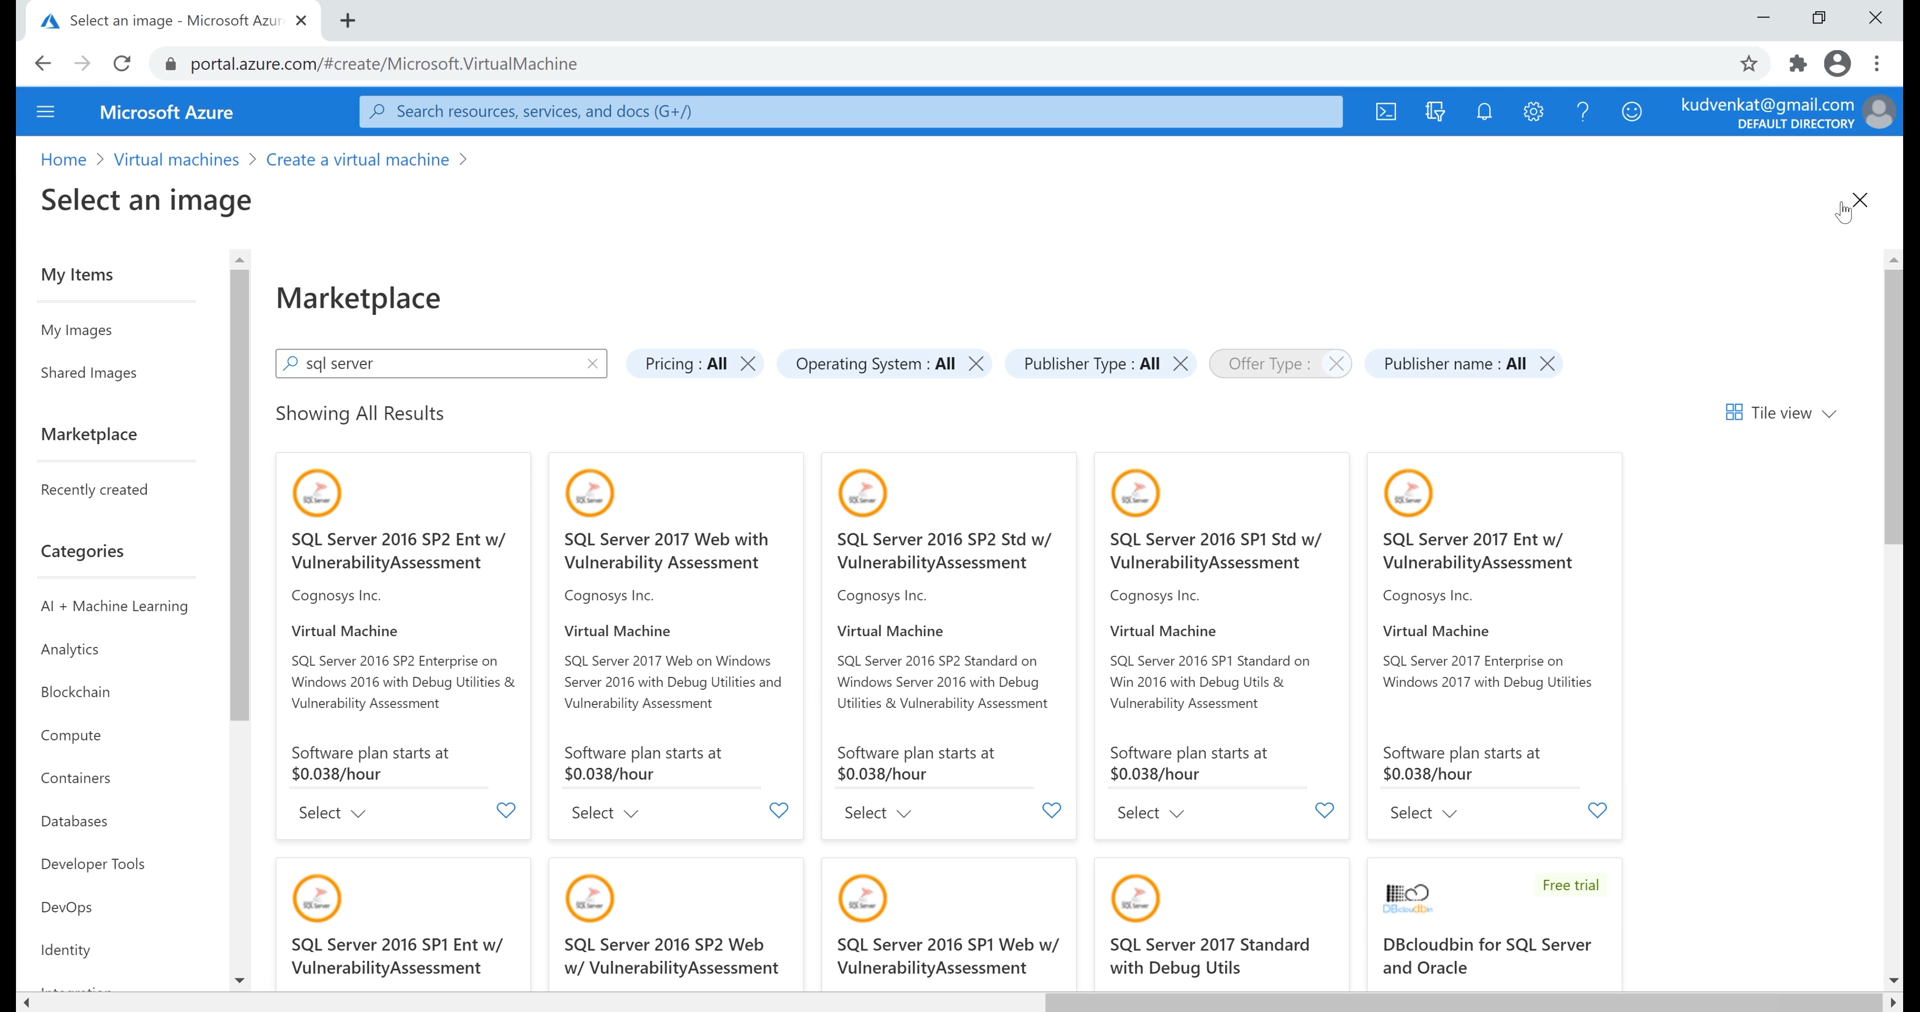 Select an image - Microsoft Azur
portal.azure.com/#create/Microsoft.VirtualMachine
Microsoft Azure
Search resources, services, and docs (G+/)
kudvenkat@gmail.com
DEFAULT DIRECTORY
Home > Virtual machines > Create a virtual machine >
Select an image
My Items
My Images
Shared Images
Marketplace
Recently created
Categories
AI + Machine Learning
Analytics
Blockchain
Compute
Containers
Databases
Developer Tools
DevOps
Identity
Marketplace
sql server
Pricing : All
Operating System : All
Publisher Type : All
Offer Type :
Publisher name : All
Showing All Results
Tile view
SQL Server 2016 SP2 Ent w/
VulnerabilityAssessment
Cognosys Inc.
Virtual Machine
SQL Server 2016 SP2 Enterprise on
Windows 2016 with Debug Utilities &
Vulnerability Assessment
Software plan starts at
$0.038/hour
Select
SQL Server 2017 Web with
Vulnerability Assessment
Cognosys Inc.
Virtual Machine
SQL Server 2017 Web on Windows
Server 2016 with Debug Utilities and
Vulnerability Assessment
Software plan starts at
$0.038/hour
Select
SQL Server 2016 SP2 Std w/
VulnerabilityAssessment
Cognosys Inc.
Virtual Machine
SQL Server 2016 SP2 Standard on
Windows Server 2016 with Debug
Utilities & Vulnerability Assessment
Software plan starts at
$0.038/hour
Select
SQL Server 2016 SP1 Std w/
VulnerabilityAssessment
Cognosys Inc.
Virtual Machine
SQL Server 2016 SP1 Standard on
Win 2016 with Debug Utils &
Vulnerability Assessment
Software plan starts at
$0.038/hour
Select
SQL Server 2017 Ent w/
VulnerabilityAssessment
Cognosys Inc.
Virtual Machine
SQL Server 2017 Enterprise on
Windows 2017 with Debug Utilities
Software plan starts at
$0.038/hour
Select
SQL Server 2016 SP1 Ent w/
VulnerabilityAssessment
SQL Server 2016 SP2 Web
w/ VulnerabilityAssessment
SQL Server 2016 SP1 Web w/
VulnerabilityAssessment
SQL Server 2017 Standard
with Debug Utils
Free trial
DBcloudbin
DBcloudbin for SQL Server
and Oracle